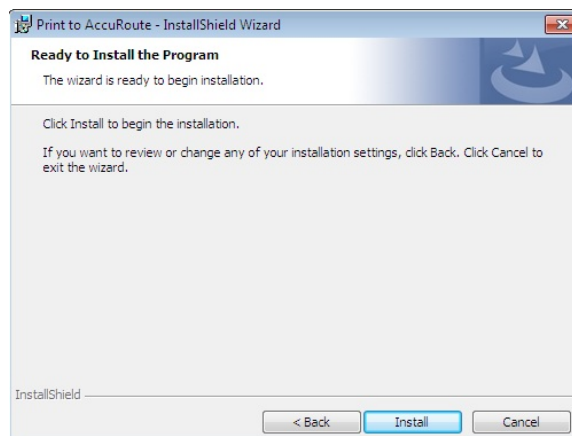 Print to AccuRoute - InstallShield Wizard
Ready to Install the Program
The wizard is ready to begin installation.
Click Install to begin the installation.
If you want to review or change any of your installation settings, click Back. Click Cancel to
exit the wizard.
InstallShield
< Back
Install
Cancel